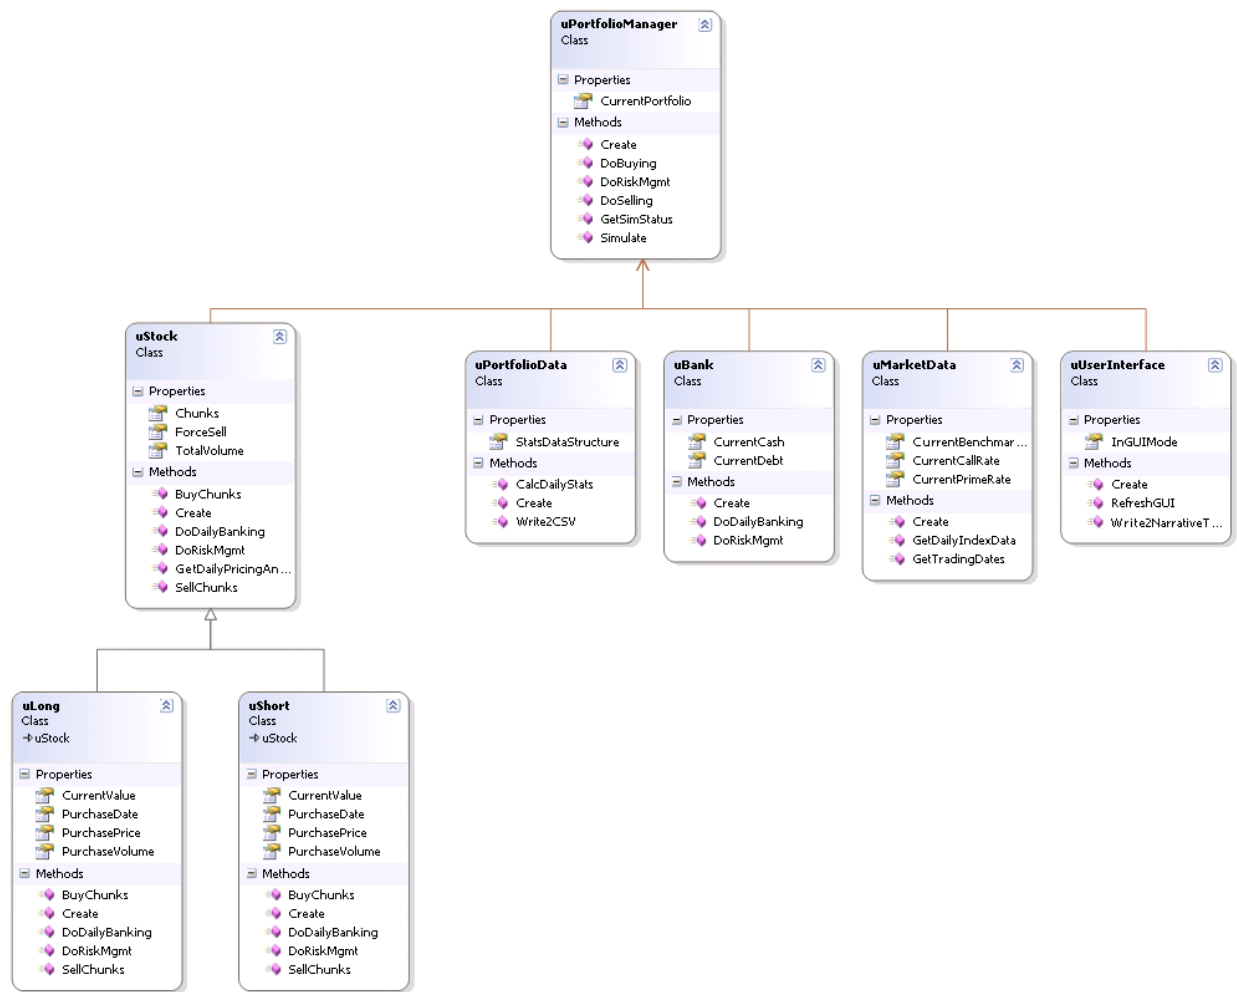 uPortfolioManager
Class
Properties
CurrentPortfolio
Methods
Create
DoBuying
DoRiskMgmt
DoSelling
GetSimStatus
Simulate
uStock
Class
Properties
Chunks
ForceSell
TotalVolume
Methods
BuyChunks
Create
DoDailyBanking
DoRiskMgmt
GetDailyPricingAn...
SellChunks
uPortfolioData
Class
Properties
StatsDataStructure
Methods
CalcDailyStats
Create
Write2CSV
uBank
Class
Properties
CurrentCash
CurrentDebt
Methods
Create
DoDailyBanking
DoRiskMgmt
uMarketData
Class
Properties
CurrentBenchmar...
CurrentCallRate
CurrentPrimeRate
Methods
Create
GetDailyIndexData
GetTradingDates
uUserInterface
Class
Properties
InGUIMode
Methods
Create
RefreshGUI
Write2NarrativeT...
uLong
Class
uStock
Properties
CurrentValue
PurchaseDate
PurchasePrice
PurchaseVolume
Methods
BuyChunks
Create
DoDailyBanking
DoRiskMgmt
SellChunks
uShort
Class
uStock
Properties
CurrentValue
PurchaseDate
PurchasePrice
PurchaseVolume
Methods
BuyChunks
Create
DoDailyBanking
DoRiskMgmt
SellChunks